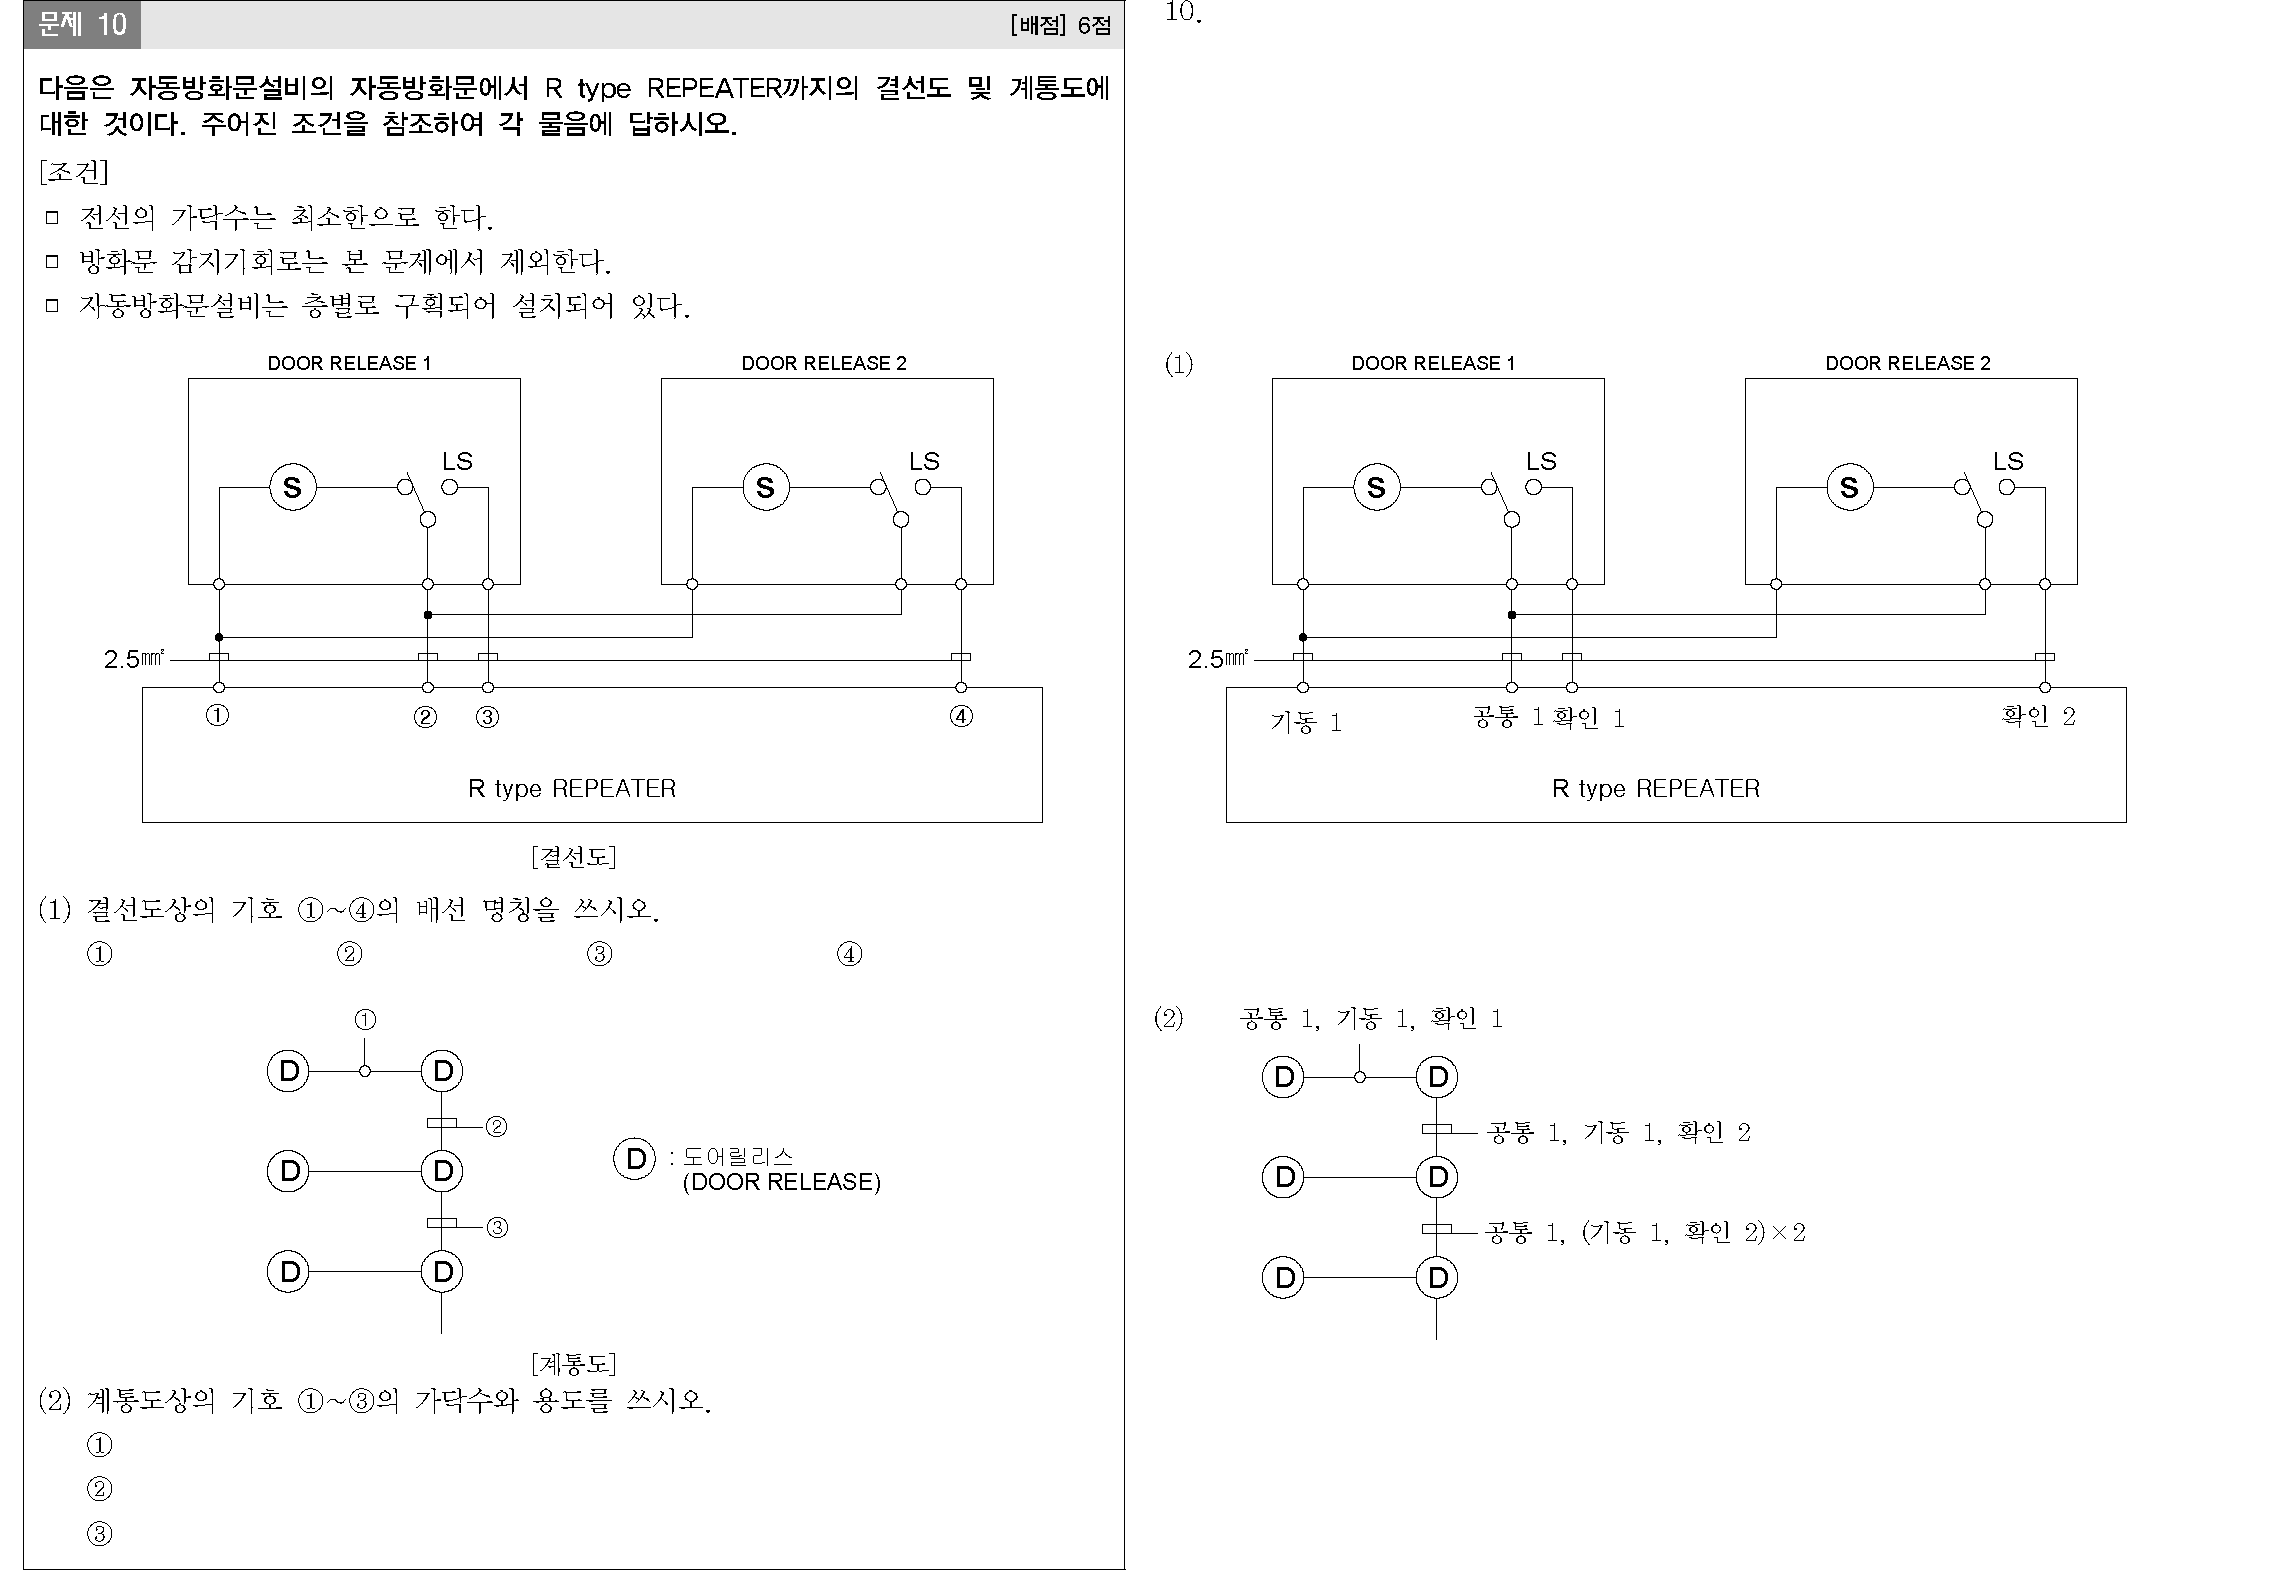 문제 10
[배점] 6점
다음은 자동방화문설비의 자동방화문에서 R type REPEATER까지의 결선도 및 계통도에
대한 것이다. 주어진 조건을 참조하여 각 물음에 답하시오.
[조건]
□ 전선의 가닥수는 최소한으로 한다.
□ 방화문 감지기회로는 본 문제에서 제외한다.
□ 자동방화문설비는 층별로 구획되어 설치되어 있다.
DOOR RELEASE 1
DOOR RELEASE 2
S
LS
S
LS
2.5㎟
① ② ③ ④
R type REPEATER
[결선도]
(1) 결선도상의 기호 ①~④의 배선 명칭을 쓰시오.
① ② ③ ④
①
D D
②
D D
D : 도어릴리스
(DOOR RELEASE)
③
D D
[계통도]
(2) 계통도상의 기호 ①~③의 가닥수와 용도를 쓰시오.
①
②
③
10.
(1)
DOOR RELEASE 1
DOOR RELEASE 2
S
LS
S
LS
2.5㎟
기동 1 공통 1 확인 1 확인 2
R type REPEATER
(2) 공통 1, 기동 1, 확인 1
D D
공통 1, 기동 1, 확인 2
D D
공통 1, (기동 1, 확인 2)×2
D D